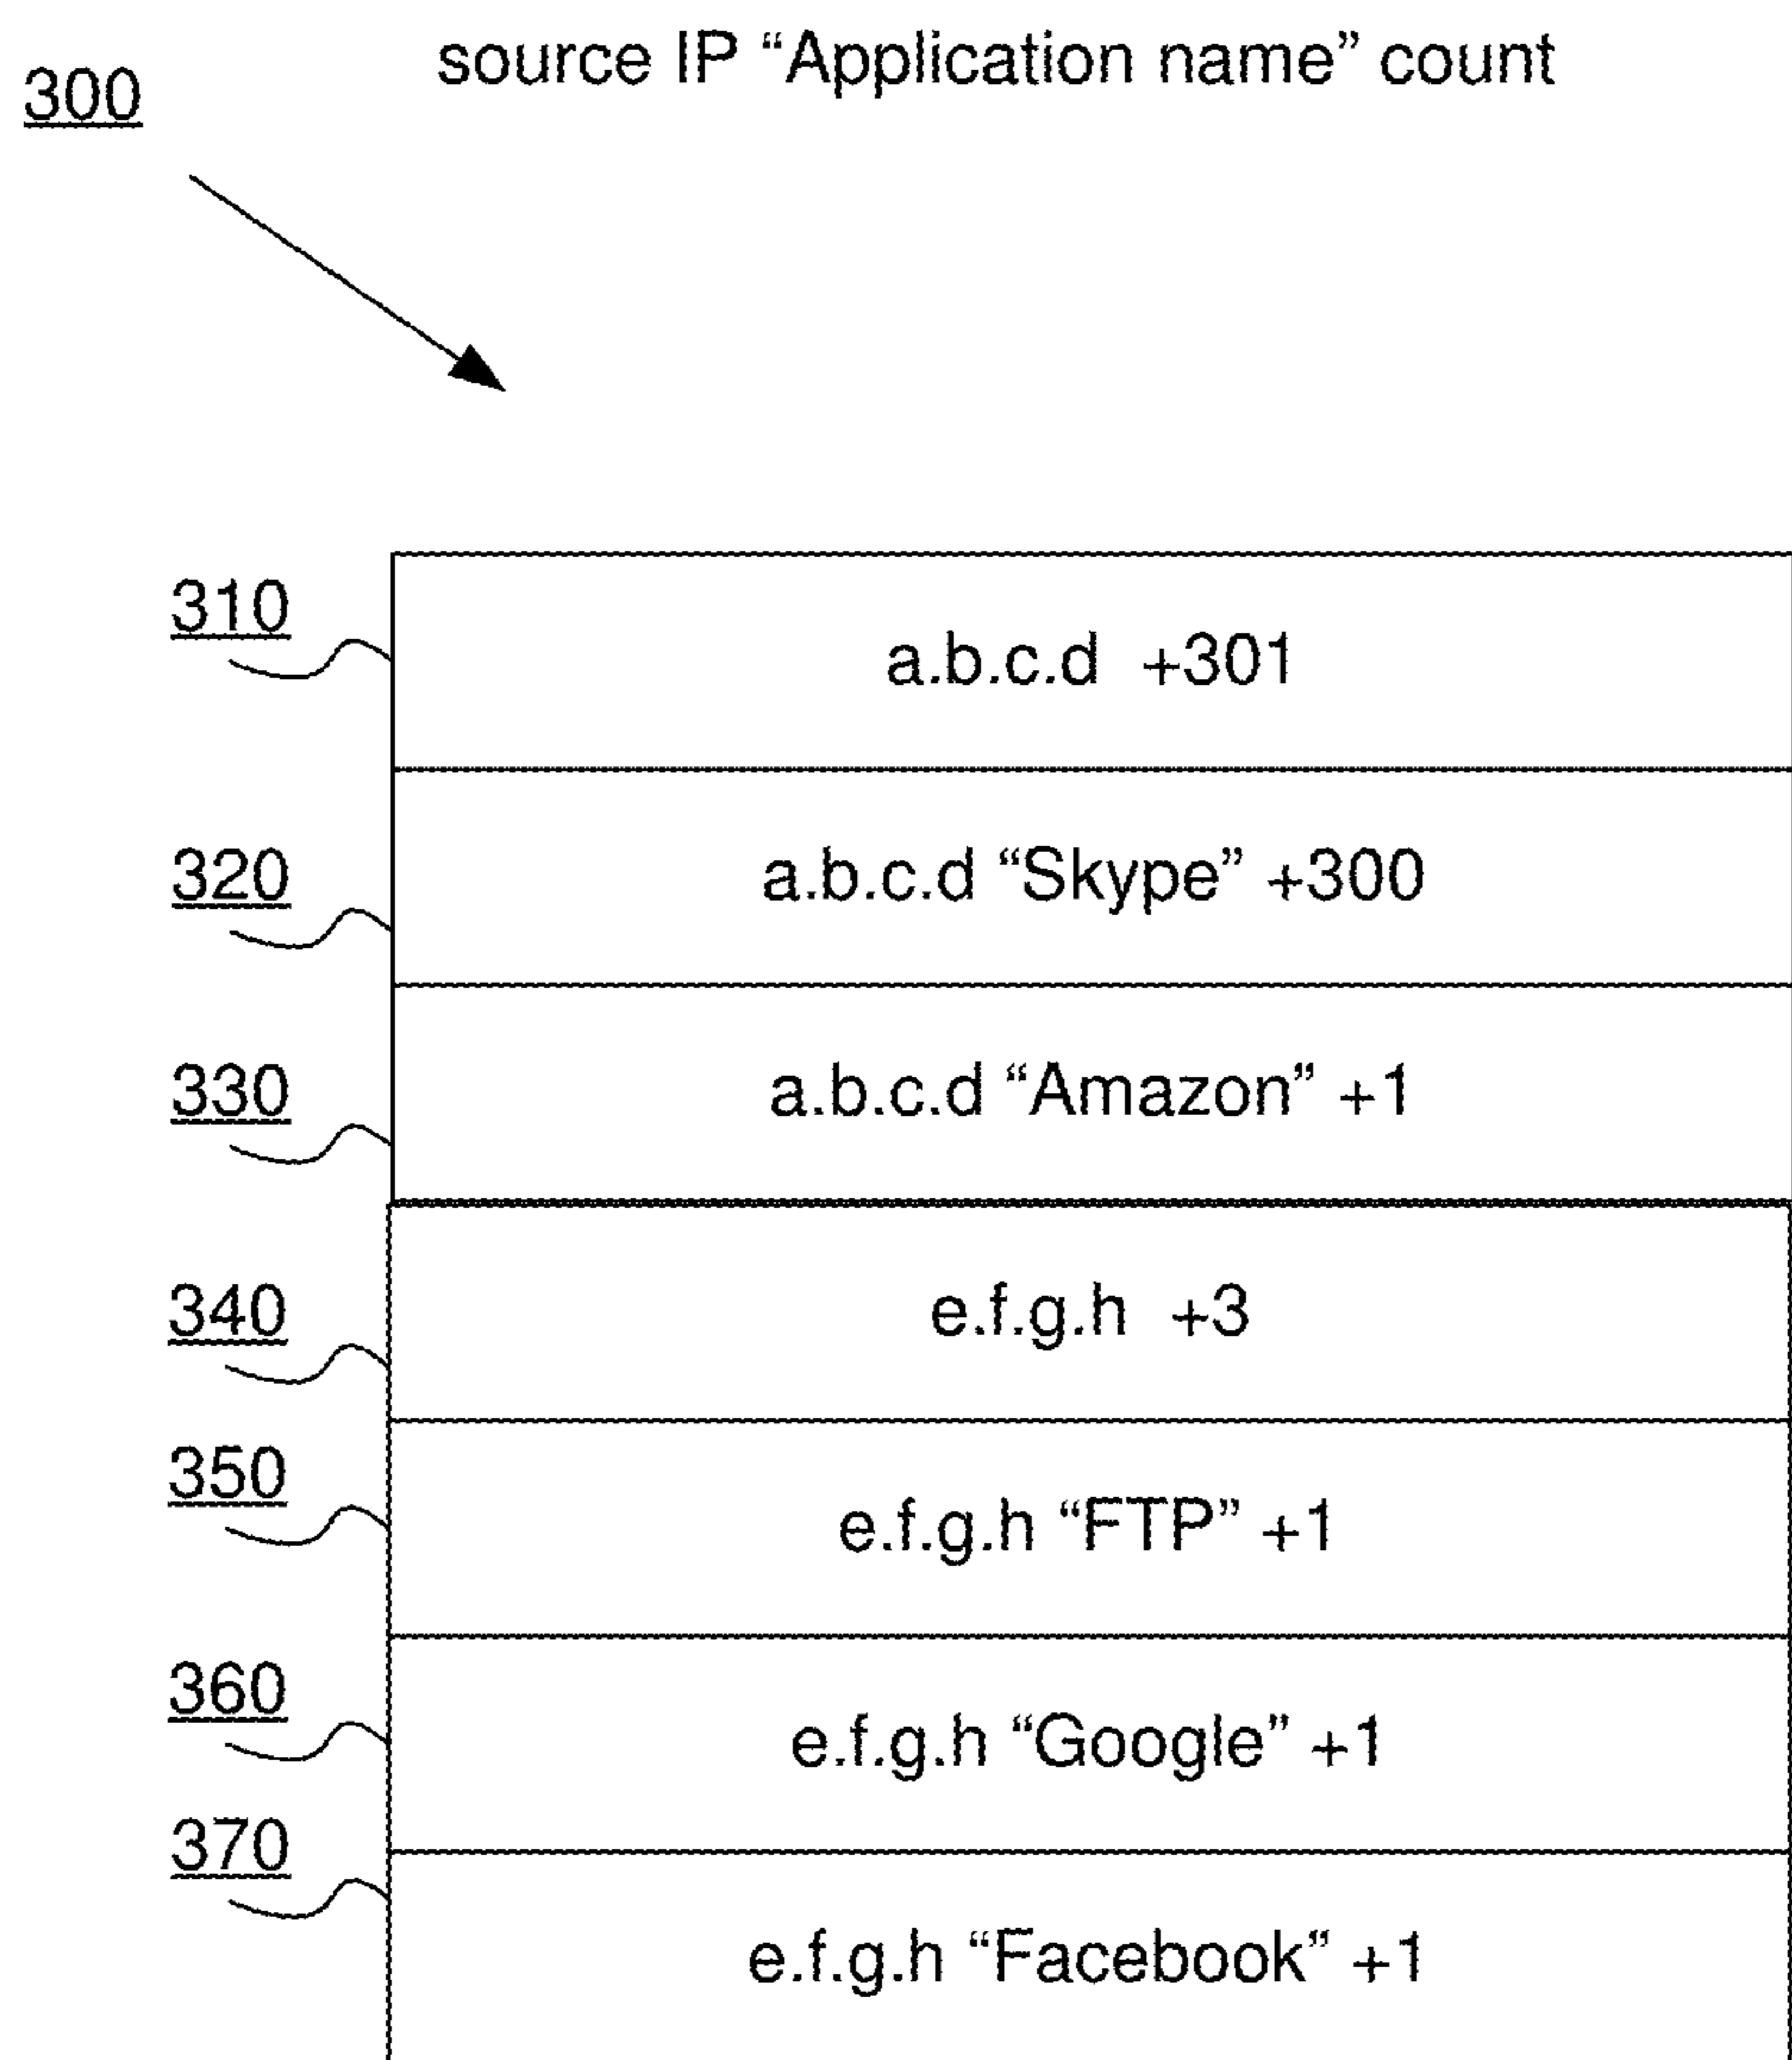 source IP “Application name” count
300
310
a.b.c.d +301
320
a.b.c.d “Skype” +300
330
a.b.c.d “Amazon” +1
340
e.f.g.h +3
350
e.f.g.h “FTP” +1
360
e.f.g.h “Google” +1
370
e.f.g.h “Facebook” +1